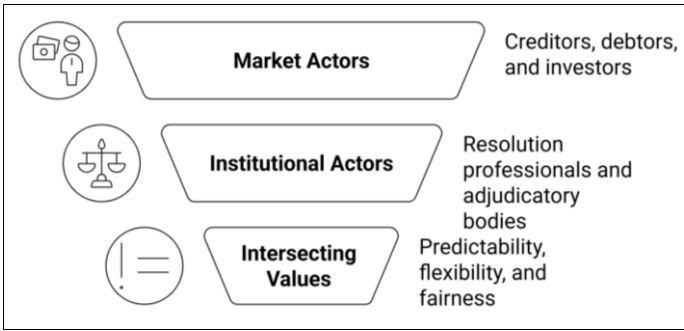 Market Actors
Creditors, debtors,
and investors
Institutional Actors
Resolution
professionals and
adjudicatory
bodies
Intersecting
Values
Predictability,
flexibility, and
fairness